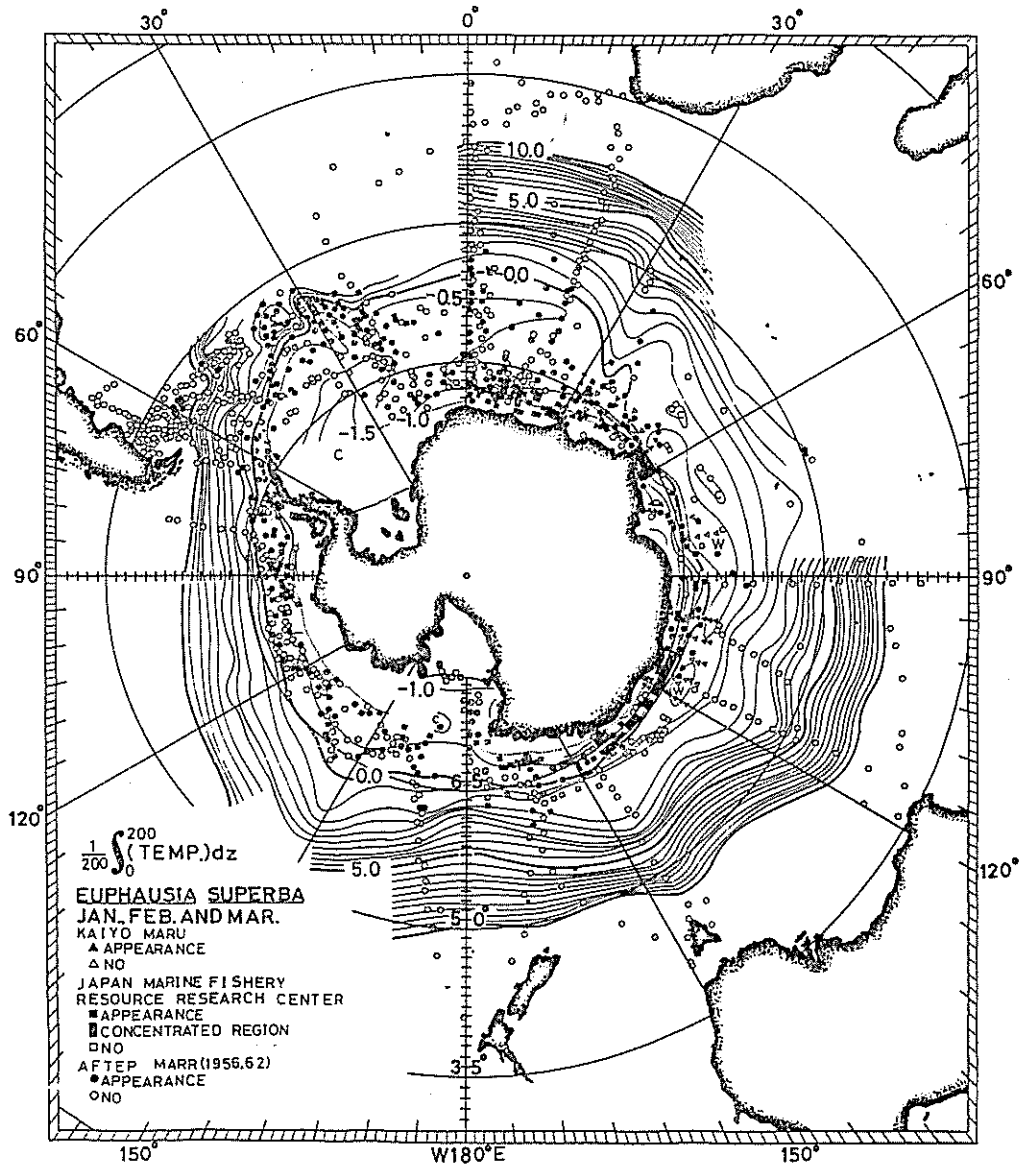 30° 0° 30°
10.0
5.0
0.0
60°
-0.5
60°
-1.0
-1.5
C
C
W
90° 90°
W
-1.0
C
0.0
120°
5.0
120°
1/200 ∫₀²⁰⁰ (TEMP.)dz
EUPHAUSIA SUPERBA
JAN., FEB. AND MAR.
KAIYO MARU
▲ APPEARANCE
△ NO
JAPAN MARINE FISHERY
RESOURCE RESEARCH CENTER
■ APPEARANCE
CONCENTRATED REGION
□ NO
AFTEP MARR(1956,62)
● APPEARANCE
○ NO
5.0
35
150° W180°E 150°